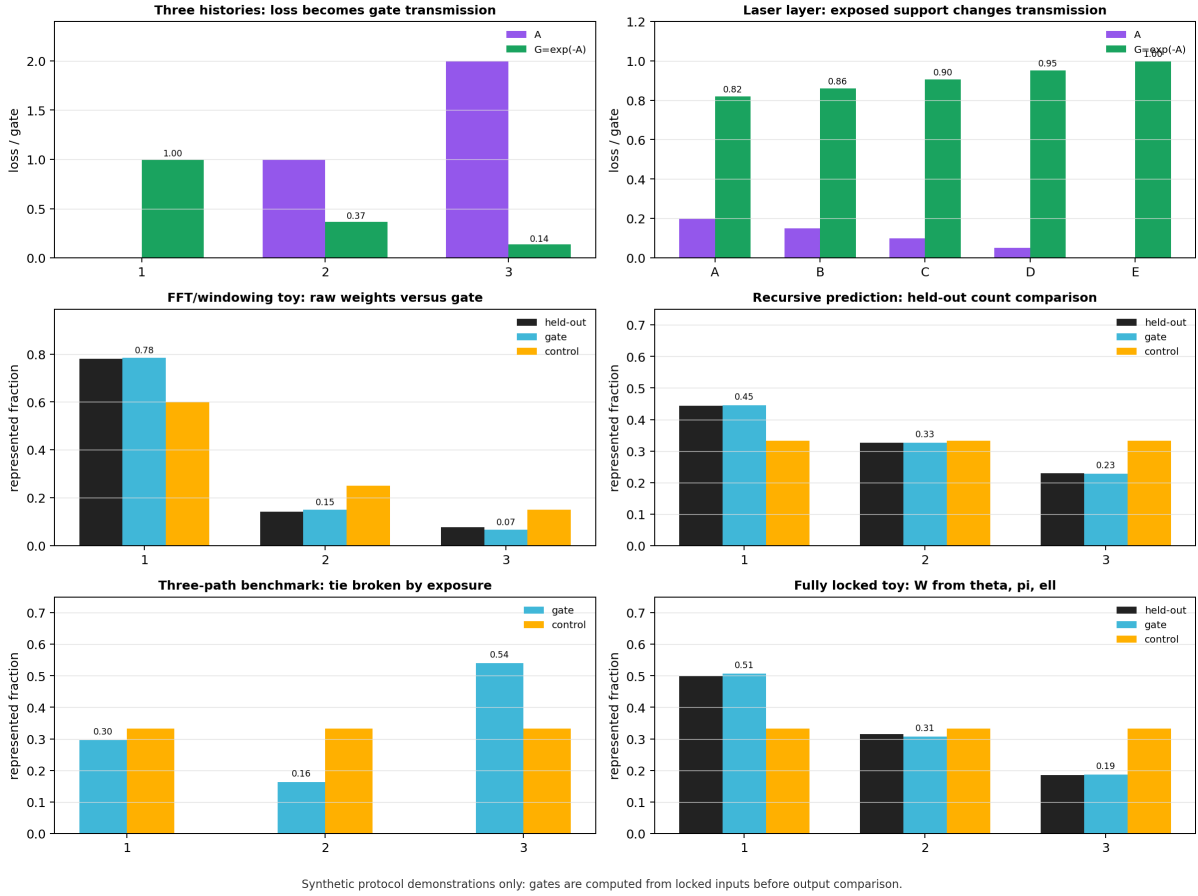 Three histories: loss becomes gate transmission
A
G=exp(-A)
1.00
0.37
0.14
loss / gate
2.0
1.5
1.0
0.5
0.0
1 2 3
Laser layer: exposed support changes transmission
A
G=exp(-A)
0.82
0.86
0.90
0.95
1.00
loss / gate
1.2
1.0
0.8
0.6
0.4
0.2
0.0
A B C D E
FFT/windowing toy: raw weights versus gate
held-out
gate
control
0.78
0.15
0.07
represented fraction
0.8
0.6
0.4
0.2
0.0
1 2 3
Recursive prediction: held-out count comparison
held-out
gate
control
0.45
0.33
0.23
represented fraction
0.7
0.6
0.5
0.4
0.3
0.2
0.1
0.0
1 2 3
Three-path benchmark: tie broken by exposure
gate
control
0.30
0.16
0.54
represented fraction
0.7
0.6
0.5
0.4
0.3
0.2
0.1
0.0
1 2 3
Fully locked toy: W from theta, pi, ell
held-out
gate
control
0.51
0.31
0.19
represented fraction
0.7
0.6
0.5
0.4
0.3
0.2
0.1
0.0
1 2 3
Synthetic protocol demonstrations only: gates are computed from locked inputs before output comparison.